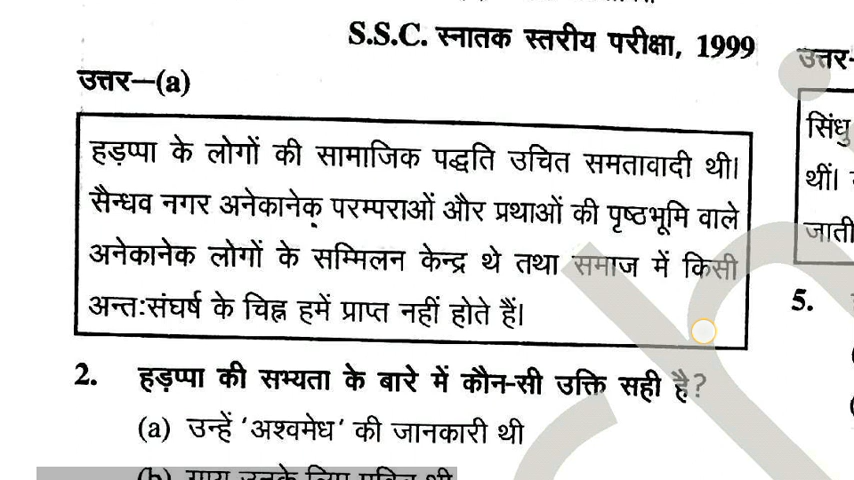 S.S.C. स्नातक स्तरीय परीक्षा, 1999
उत्तर—(a)
हड़प्पा के लोगों की सामाजिक पद्धति उचित समतावादी थी।
सैन्धव नगर अनेकानेक परम्पराओं और प्रथाओं की पृष्ठभूमि वाले
अनेकानेक लोगों के सम्मिलन केन्द्र थे तथा समाज में किसी
अन्त:संघर्ष के चिह्न हमें प्राप्त नहीं होते हैं।
2. हड़प्पा की सभ्यता के बारे में कौन-सी उक्ति सही है?
(a) उन्हें 'अश्वमेध' की जानकारी थी
(b) गाय उनके लिए पवित्र थी
उत्तर-
सिंधु
थीं।
जाती
5.